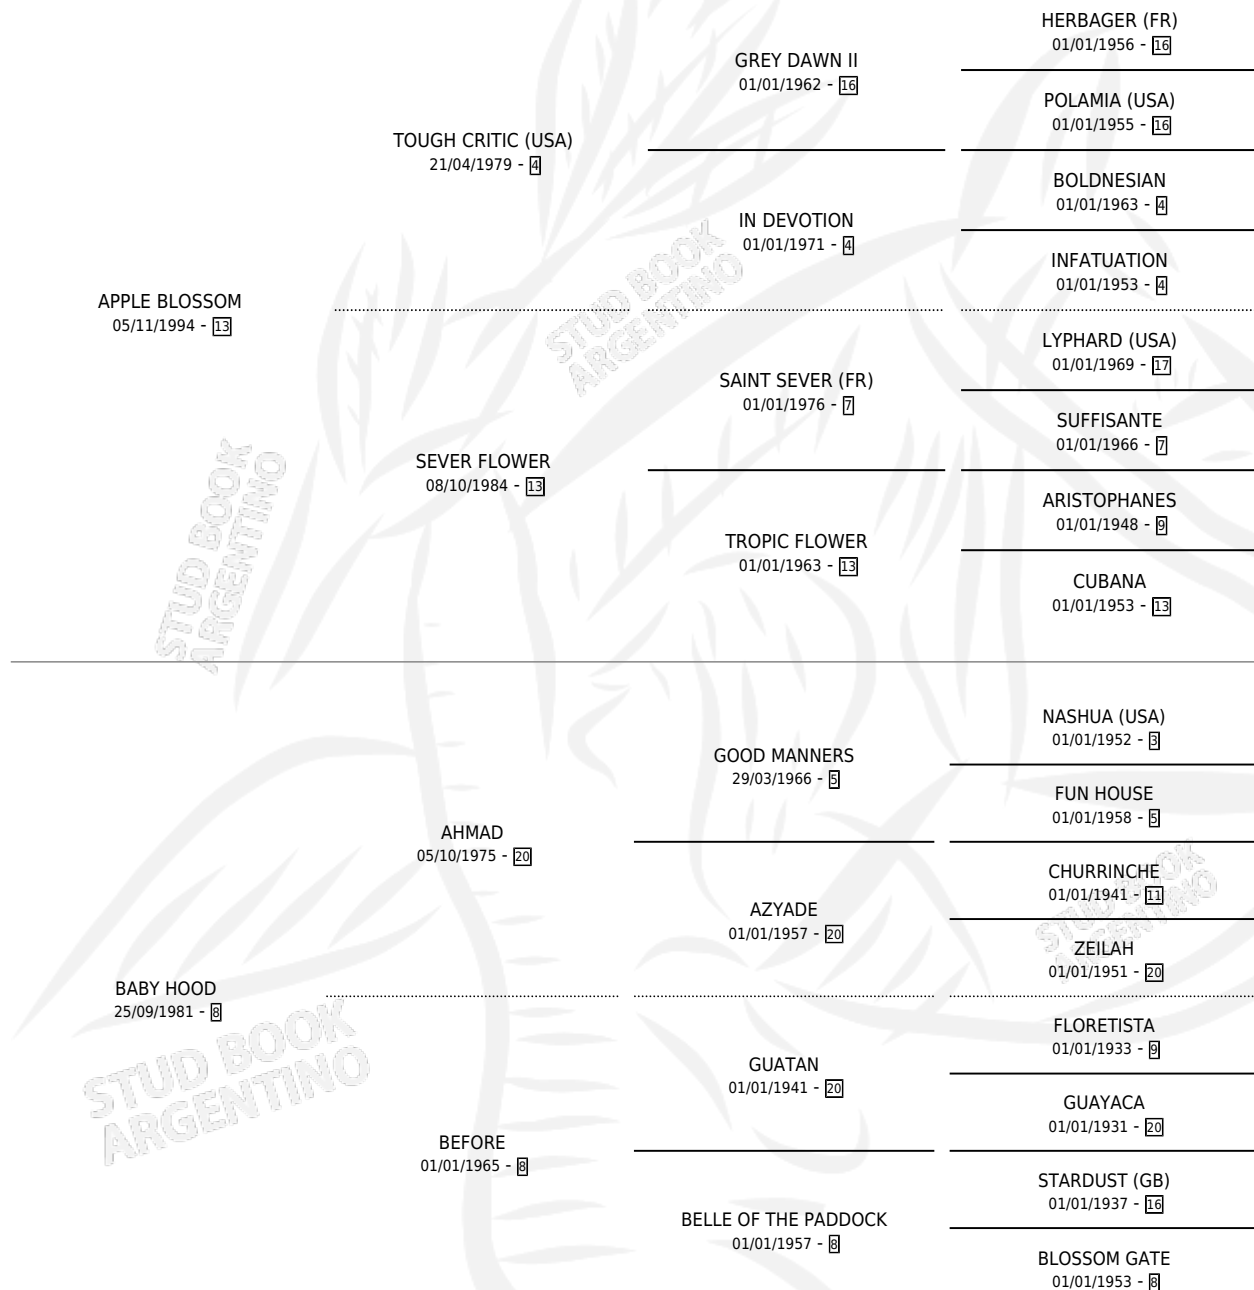 HERBAGER (FR)
01/01/1956 - 16
GREY DAWN II
01/01/1962 - 16
POLAMIA (USA)
01/01/1955 - 16
TOUGH CRITIC (USA)
21/04/1979 - 4
BOLDNESIAN
01/01/1963 - 4
IN DEVOTION
01/01/1971 - 4
INFATUATION
01/01/1953 - 4
APPLE BLOSSOM
05/11/1994 - 13
LYPHARD (USA)
01/01/1969 - 17
SAINT SEVER (FR)
01/01/1976 - 7
SUFFISANTE
01/01/1966 - 7
SEVER FLOWER
08/10/1984 - 13
ARISTOPHANES
01/01/1948 - 9
TROPIC FLOWER
01/01/1963 - 13
CUBANA
01/01/1953 - 13
NASHUA (USA)
01/01/1952 - 3
GOOD MANNERS
29/03/1966 - 5
FUN HOUSE
01/01/1958 - 5
AHMAD
05/10/1975 - 20
CHURRINCHE
01/01/1941 - 11
AZYADE
01/01/1957 - 20
ZEILAH
01/01/1951 - 20
BABY HOOD
25/09/1981 - 8
FLORETISTA
01/01/1933 - 9
GUATAN
01/01/1941 - 20
GUAYACA
01/01/1931 - 20
BEFORE
01/01/1965 - 8
STARDUST (GB)
01/01/1937 - 16
BELLE OF THE PADDOCK
01/01/1957 - 8
BLOSSOM GATE
01/01/1953 - 8
STUD BOOK
ARGENTINO
STUD BOOK
ARGENTINO
STUD BOOK
ARGENTINO
STUD BOOK
ARGENTINO